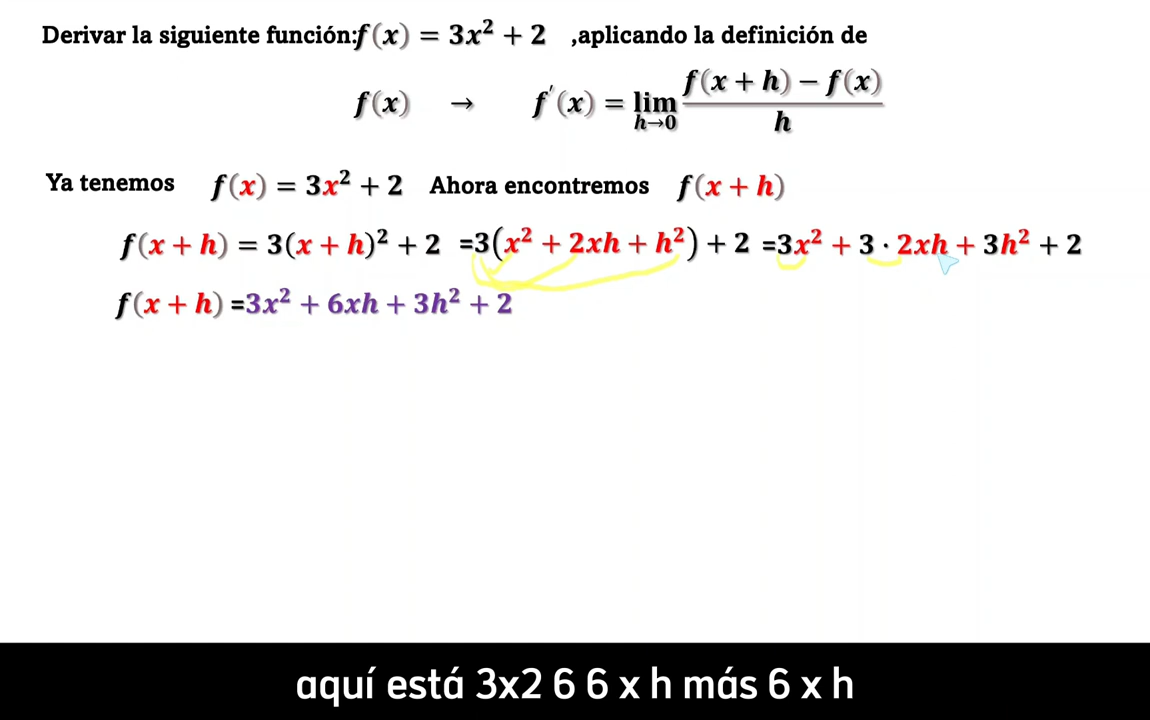 Derivar la siguiente función:f(x) = 3x² + 2 ,aplicando la definición de
f(x) → f′(x) = lim h→0 f(x + h) − f(x) / h
Ya tenemos f(x) = 3x² + 2 Ahora encontremos f(x + h)
f(x + h) = 3(x + h)² + 2 =3(x² + 2xh + h²) + 2 =3x² + 3 · 2xh + 3h² + 2
f(x + h) =3x² + 6xh + 3h² + 2
aquí está 3x2 6 6 x h más 6 x h